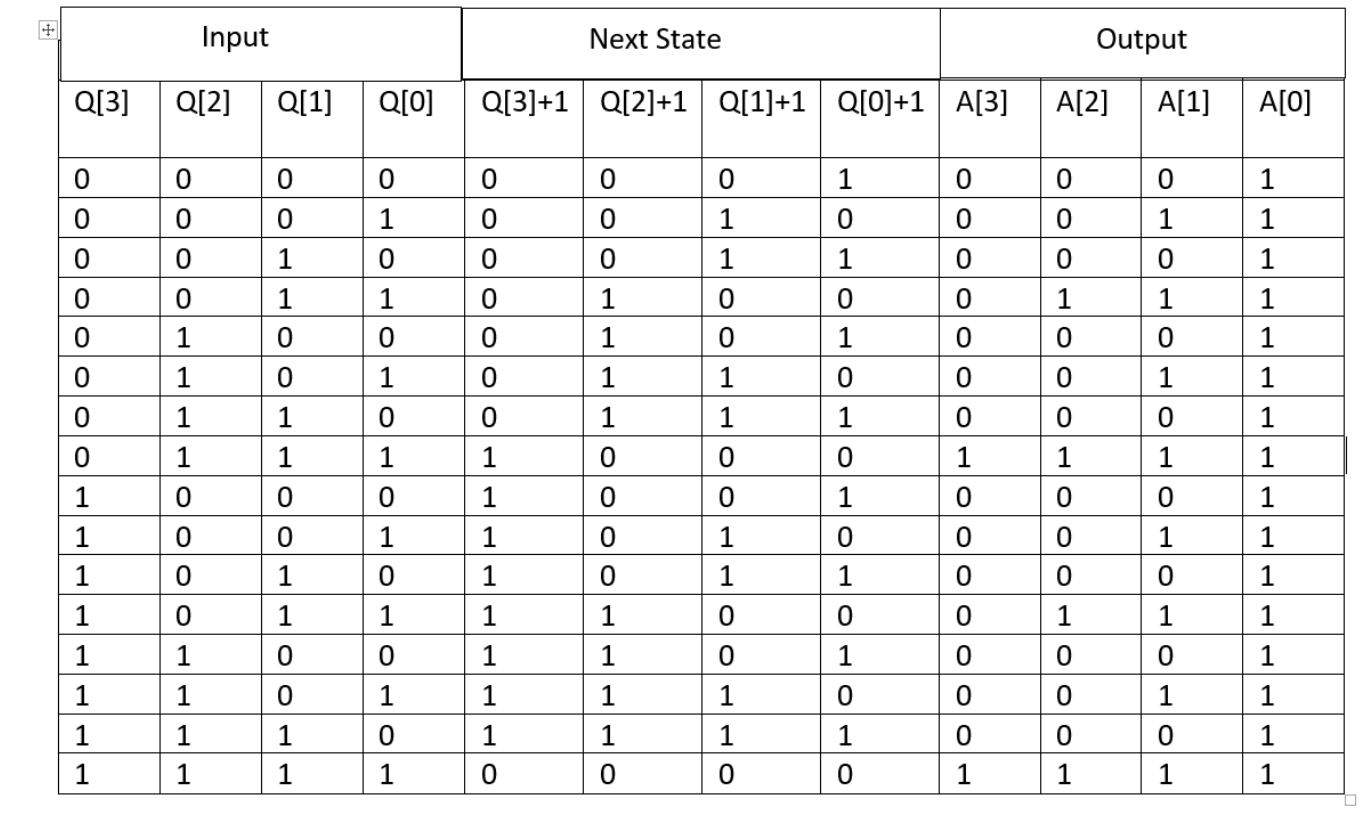 Input Next State Output
Q[3] Q[2] Q[1] Q[0] Q[3]+1 Q[2]+1 Q[1]+1 Q[0]+1 A[3] A[2] A[1] A[0]
0 0 0 0 0 0 0 1 0 0 0 1
0 0 0 1 0 0 1 0 0 0 1 1
0 0 1 0 0 0 1 1 0 0 0 1
0 0 1 1 0 1 0 0 0 1 1 1
0 1 0 0 0 1 0 1 0 0 0 1
0 1 0 1 0 1 1 0 0 0 1 1
0 1 1 0 0 1 1 1 0 0 0 1
0 1 1 1 1 0 0 0 1 1 1 1
1 0 0 0 1 0 0 1 0 0 0 1
1 0 0 1 1 0 1 0 0 0 1 1
1 0 1 0 1 0 1 1 0 0 0 1
1 0 1 1 1 1 0 0 0 1 1 1
1 1 0 0 1 1 0 1 0 0 0 1
1 1 0 1 1 1 1 0 0 0 1 1
1 1 1 0 1 1 1 1 0 0 0 1
1 1 1 1 0 0 0 0 1 1 1 1